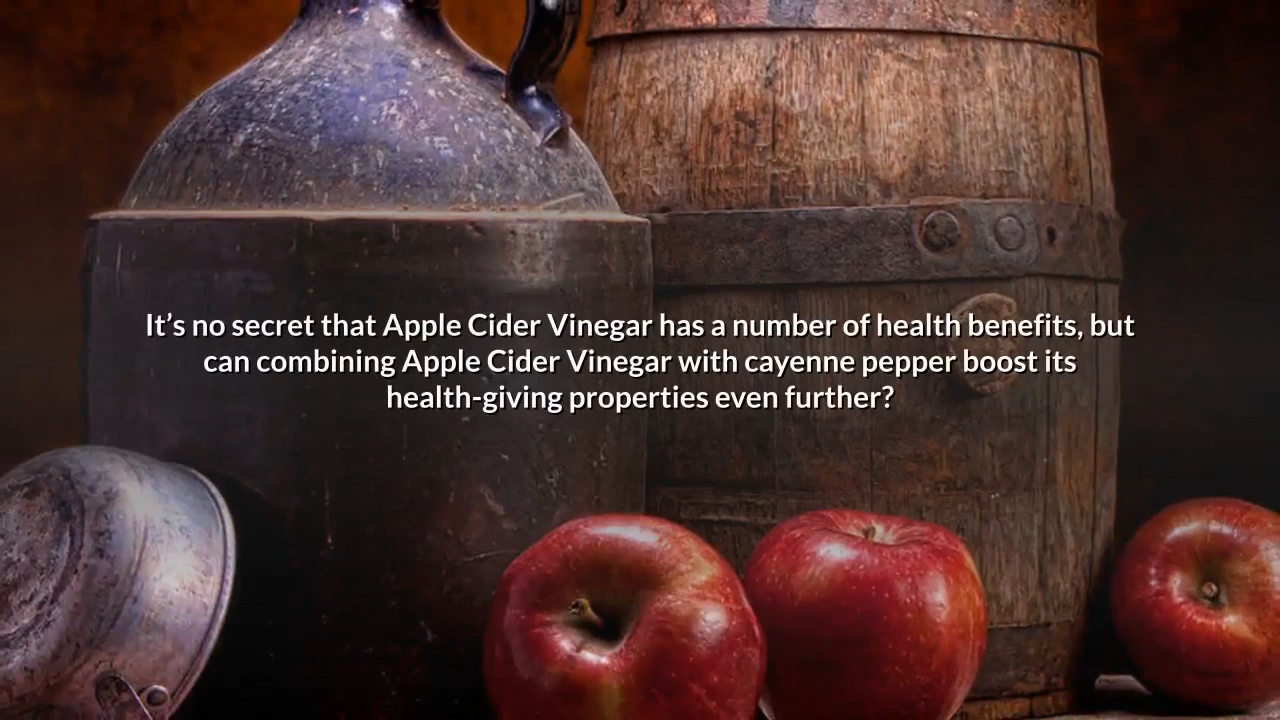 It’s no secret that Apple Cider Vinegar has a number of health benefits, but
can combining Apple Cider Vinegar with cayenne pepper boost its
health-giving properties even further?